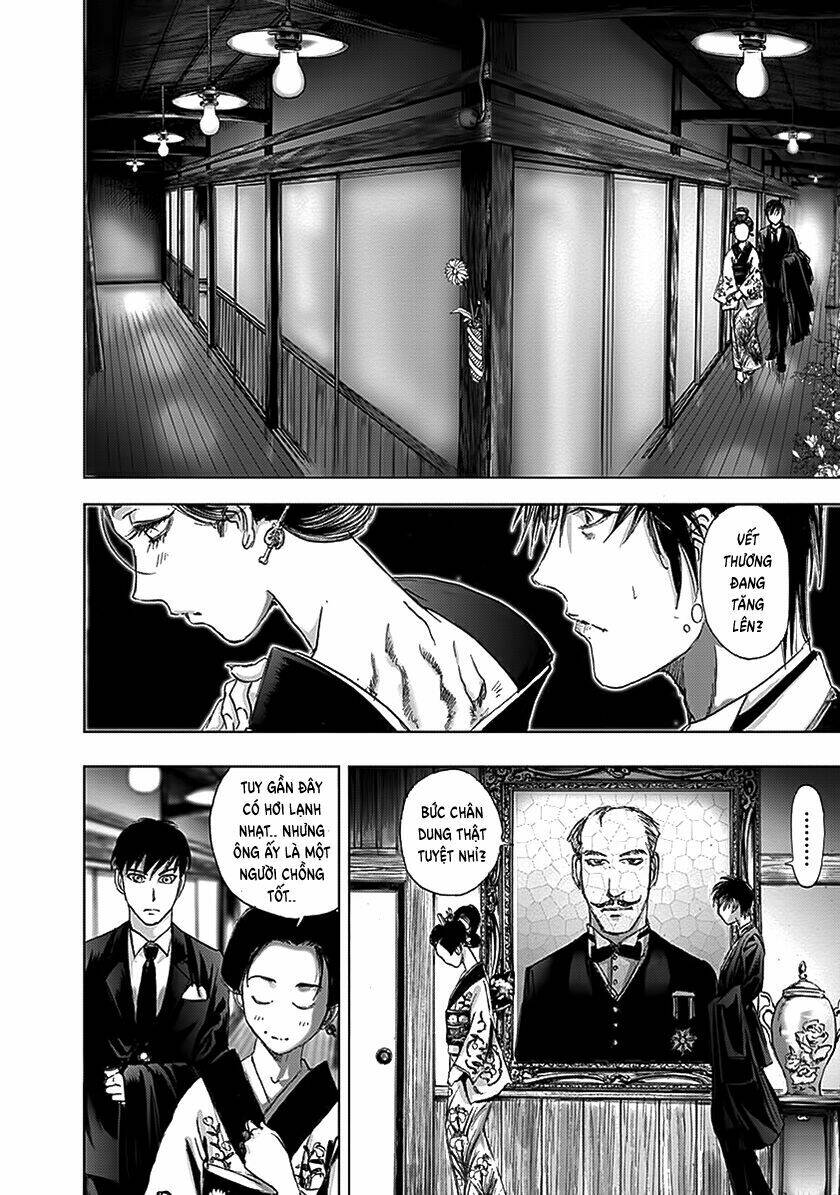 VẾT
THƯƠNG
ĐANG
TĂNG
LÊN?
........
BỨC CHÂN
DUNG THẬT
TUYỆT NHỈ?
TUY GẦN ĐÂY
CÓ HƠI LẠNH
NHẠT.. NHƯNG
ÔNG ẤY LÀ MỘT
NGƯỜI CHỒNG
TỐT..